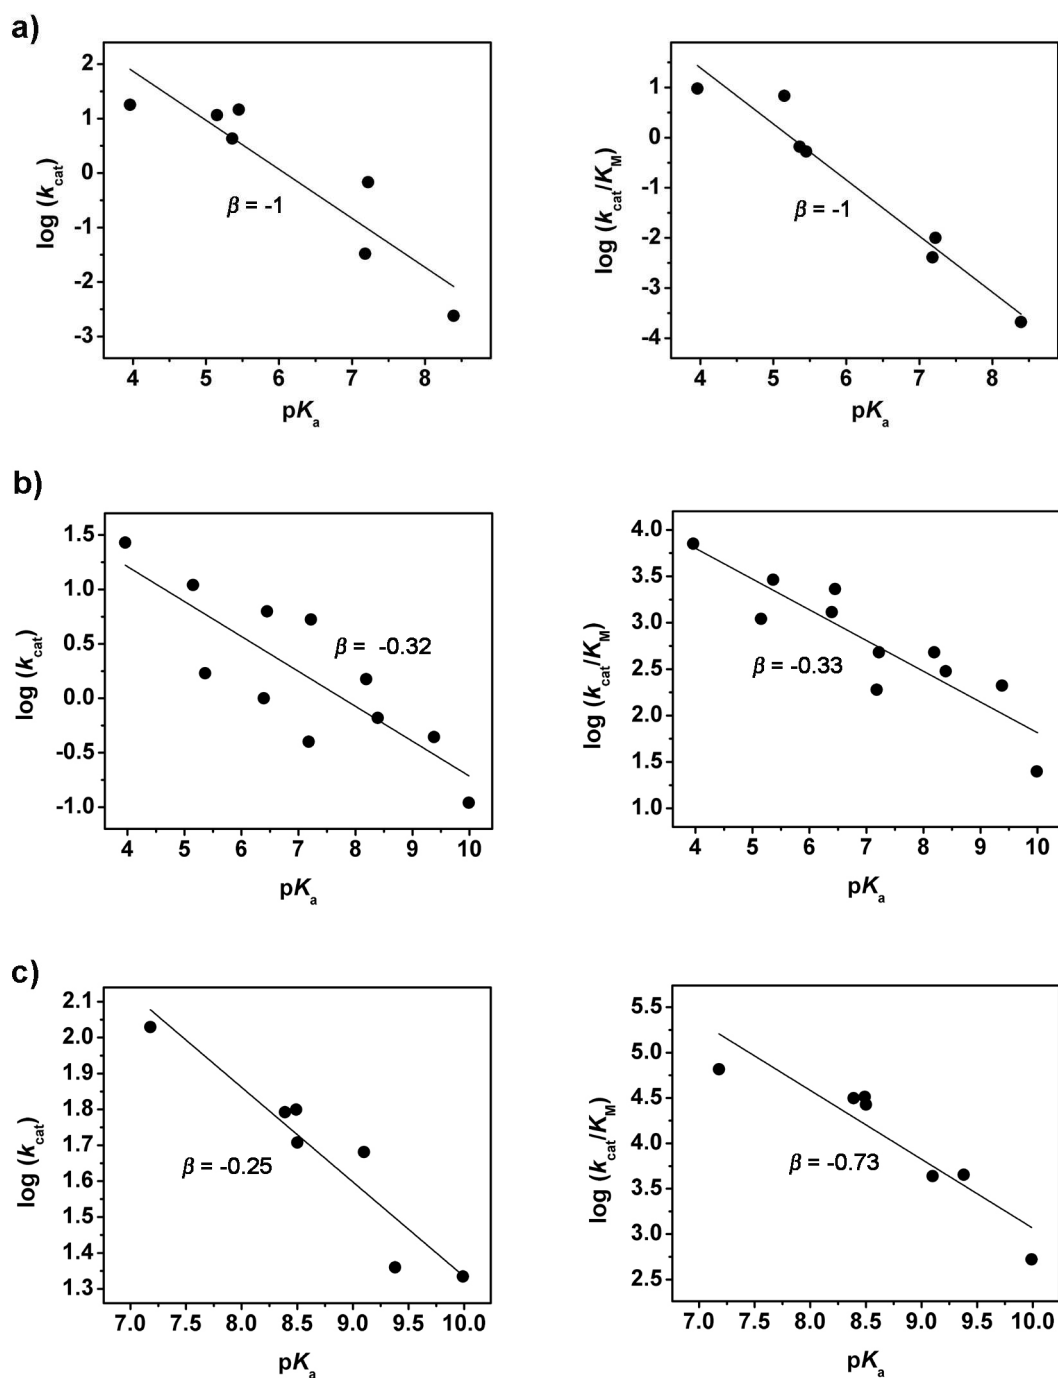 a)
log (kcat)
2
1
0
-1
-2
-3
β = -1
4 5 6 7 8
pKa
log (kcat/KM)
1
0
-1
-2
-3
-4
β = -1
4 5 6 7 8
pKa
b)
log (kcat)
1.5
1.0
0.5
0.0
-0.5
-1.0
β = -0.32
4 5 6 7 8 9 10
pKa
log (kcat/KM)
4.0
3.5
3.0
2.5
2.0
1.5
1.0
β = -0.33
4 5 6 7 8 9 10
pKa
c)
log (kcat)
2.1
2.0
1.9
1.8
1.7
1.6
1.5
1.4
1.3
β = -0.25
7.0 7.5 8.0 8.5 9.0 9.5 10.0
pKa
log (kcat/KM)
5.5
5.0
4.5
4.0
3.5
3.0
2.5
β = -0.73
7.0 7.5 8.0 8.5 9.0 9.5 10.0
pKa